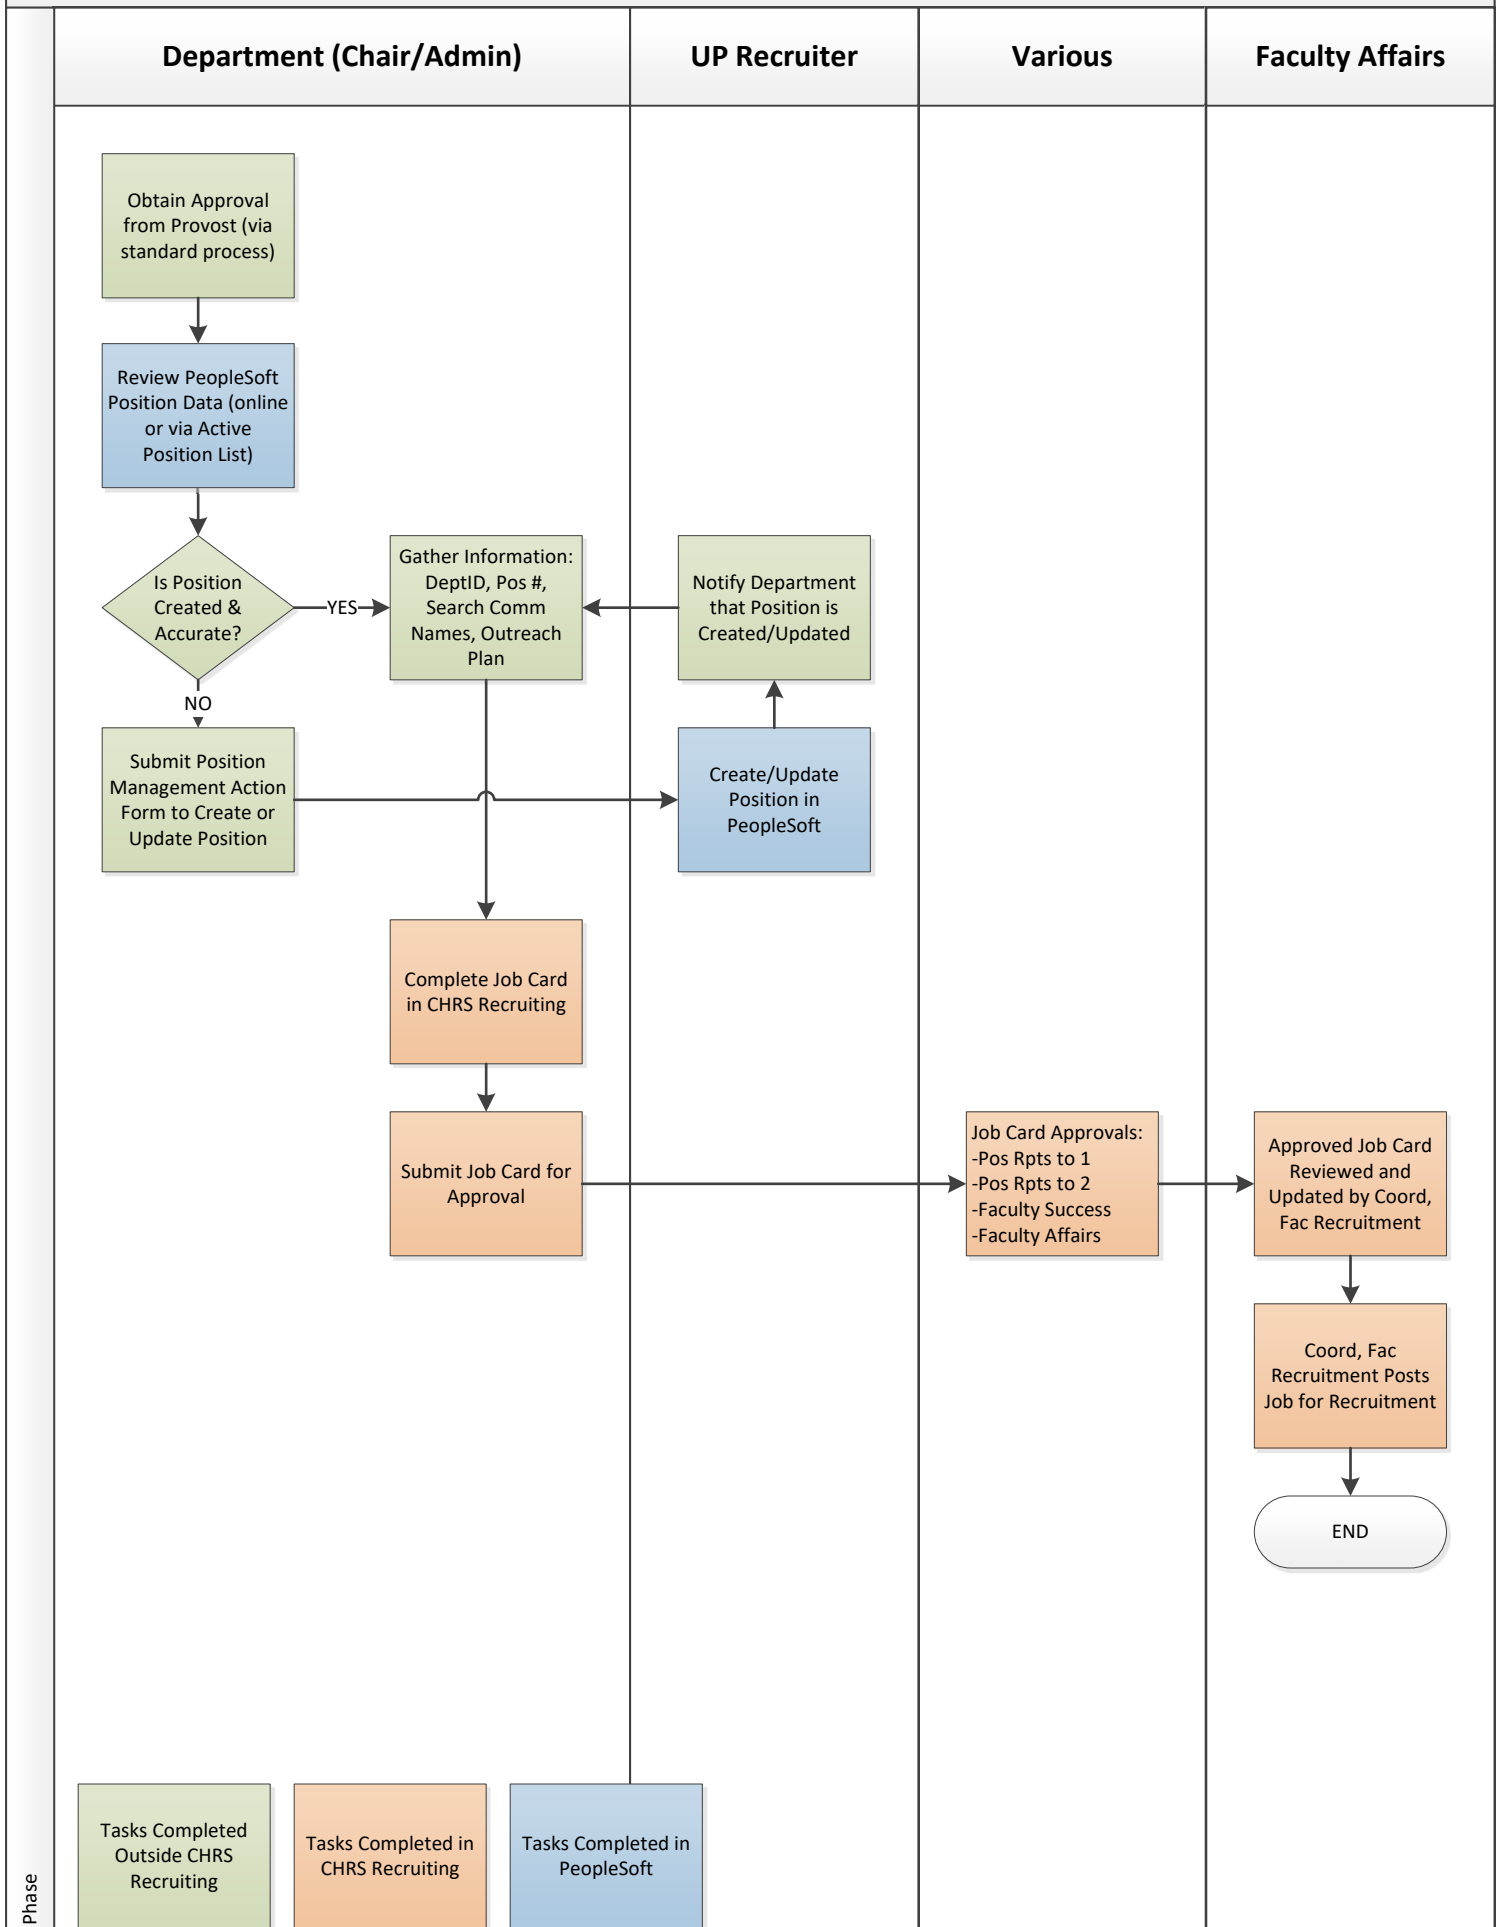 Department (Chair/Admin)
UP Recruiter
Various
Faculty Affairs
Obtain Approval
from Provost (via
standard process)
Review PeopleSoft
Position Data (online
or via Active
Position List)
Is Position
Created &
Accurate?
YES
NO
Gather Information:
DeptID, Pos #,
Search Comm
Names, Outreach
Plan
Notify Department
that Position is
Created/Updated
Submit Position
Management Action
Form to Create or
Update Position
Create/Update
Position in
PeopleSoft
Complete Job Card
in CHRS Recruiting
Submit Job Card for
Approval
Job Card Approvals:
-Pos Rpts to 1
-Pos Rpts to 2
-Faculty Success
-Faculty Affairs
Approved Job Card
Reviewed and
Updated by Coord,
Fac Recruitment
Coord, Fac
Recruitment Posts
Job for Recruitment
END
Tasks Completed
Outside CHRS
Recruiting
Tasks Completed in
CHRS Recruiting
Tasks Completed in
PeopleSoft
Phase